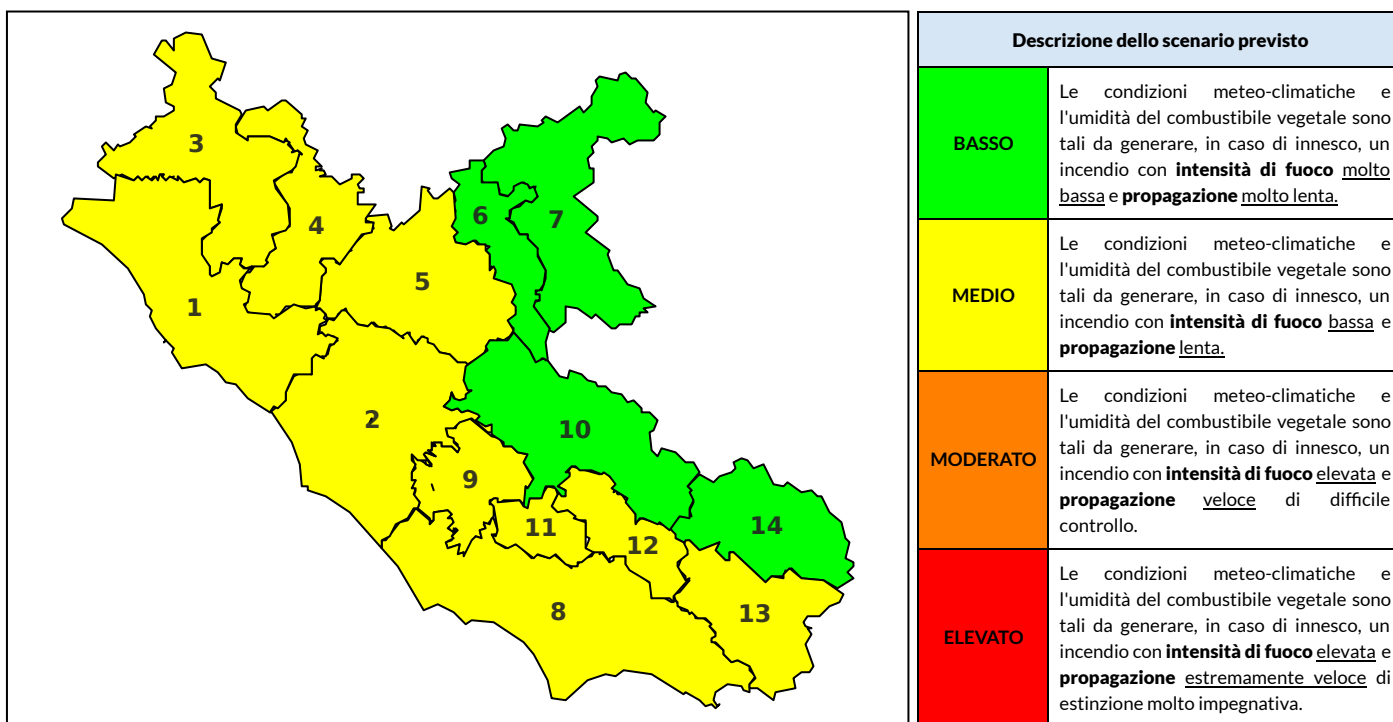 3
4
6
7
5
1
2
10
9
11
12
14
8
13
Descrizione dello scenario previsto
BASSO
Le condizioni meteo-climatiche e
l'umidità del combustibile vegetale sono
tali da generare, in caso di innesco, un
incendio con intensità di fuoco molto
bassa e propagazione molto lenta.
MEDIO
Le condizioni meteo-climatiche e
l'umidità del combustibile vegetale sono
tali da generare, in caso di innesco, un
incendio con intensità di fuoco bassa e
propagazione lenta.
MODERATO
Le condizioni meteo-climatiche e
l'umidità del combustibile vegetale sono
tali da generare, in caso di innesco, un
incendio con intensità di fuoco elevata e
propagazione veloce di difficile
controllo.
ELEVATO
Le condizioni meteo-climatiche e
l'umidità del combustibile vegetale sono
tali da generare, in caso di innesco, un
incendio con intensità di fuoco elevata e
propagazione estremamente veloce di
estinzione molto impegnativa.